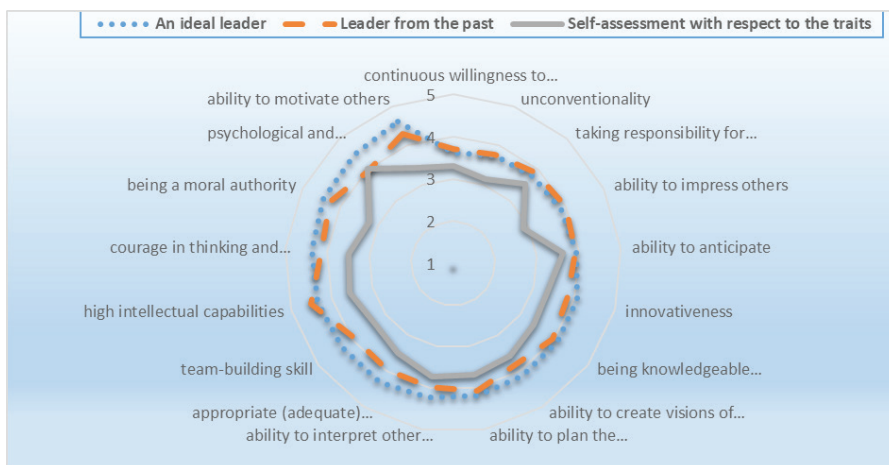 An ideal leader Leader from the past Self-assessment with respect to the traits
continuous willingness to...
ability to motivate others
unconventionality
psychological and...
taking responsibility for...
being a moral authority
ability to impress others
courage in thinking and...
ability to anticipate
high intellectual capabilities
innovativeness
team-building skill
being knowledgeable...
appropriate (adequate)...
ability to create visions of...
ability to interpret other...
ability to plan the...
5
4
3
2
1